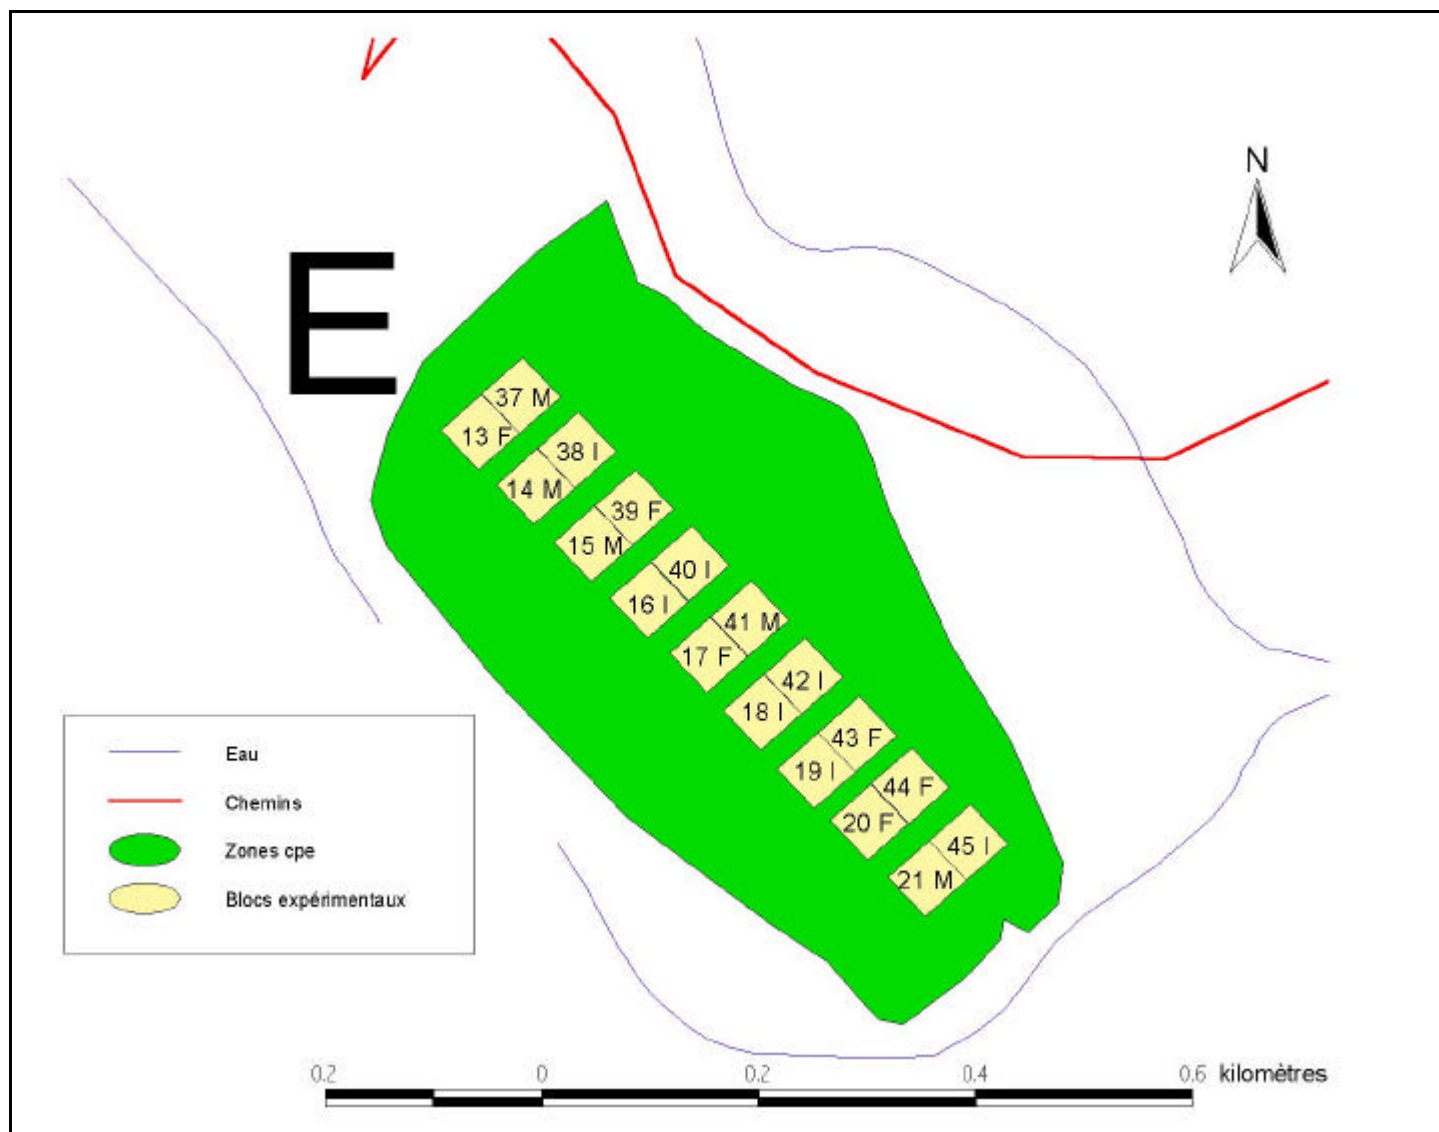 N
E
37 M
13 F
38 I
14 M
39 F
15 M
40 I
16 I
41 M
17 F
42 I
18 I
43 F
19 I
44 F
20 F
45 I
21 M
Eau
Chemins
Zones cpe
Blocs expérimentaux
0.2 0 0.2 0.4 0.6 kilomètres